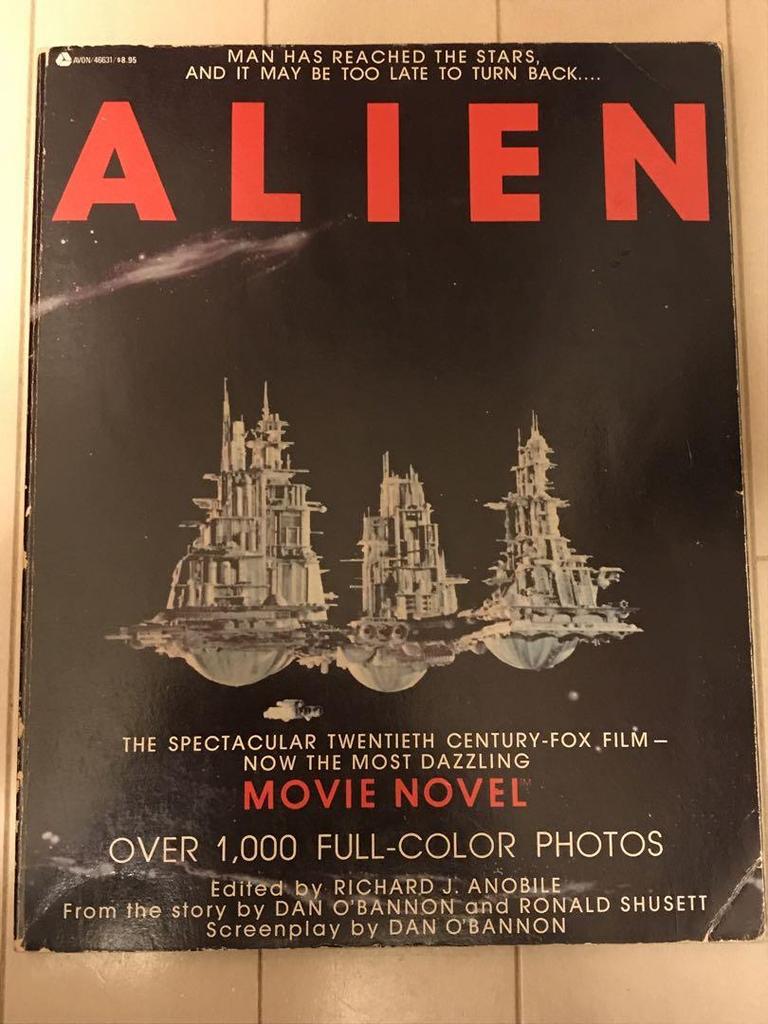 AVON/46631/$8.95
MAN HAS REACHED THE STARS,
AND IT MAY BE TOO LATE TO TURN BACK....
ALIEN
THE SPECTACULAR TWENTIETH CENTURY-FOX FILM—
NOW THE MOST DAZZLING
MOVIE NOVEL™
OVER 1,000 FULL-COLOR PHOTOS
Edited by RICHARD J. ANOBILE
From the story by DAN O'BANNON and RONALD SHUSETT
Screenplay by DAN O'BANNON